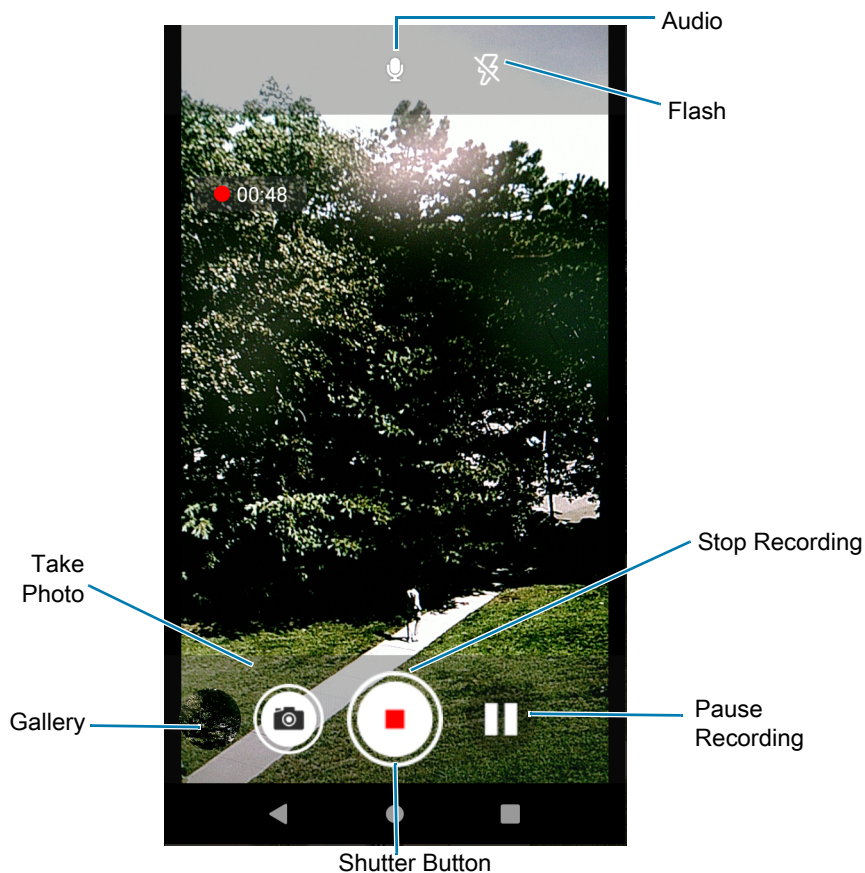 Audio
Flash
00:48
Take
Photo
Stop Recording
Gallery
Pause
Recording
Shutter Button